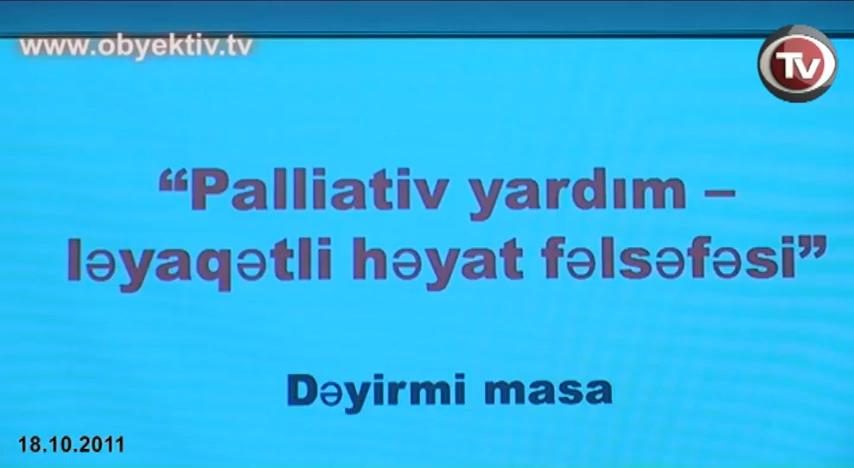 www.obyektiv.tv
TV
“Palliativ yardım –
ləyaqətli həyat fəlsəfəsi”
Dəyirmi masa
18.10.2011